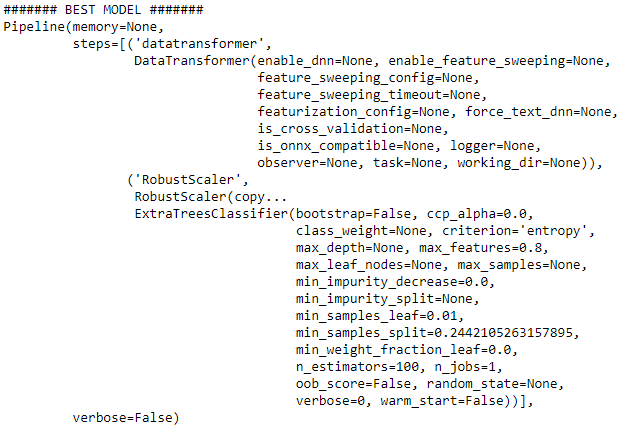 ####### BEST MODEL #######
Pipeline(memory=None,
         steps=[('datatransformer',
                 DataTransformer(enable_dnn=None, enable_feature_sweeping=None,
                                 feature_sweeping_config=None,
                                 feature_sweeping_timeout=None,
                                 featurization_config=None, force_text_dnn=None,
                                 is_cross_validation=None,
                                 is_onnx_compatible=None, logger=None,
                                 observer=None, task=None, working_dir=None)),
                ('RobustScaler',
                 RobustScaler(copy...
                 ExtraTreesClassifier(bootstrap=False, ccp_alpha=0.0,
                                      class_weight=None, criterion='entropy',
                                      max_depth=None, max_features=0.8,
                                      max_leaf_nodes=None, max_samples=None,
                                      min_impurity_decrease=0.0,
                                      min_impurity_split=None,
                                      min_samples_leaf=0.01,
                                      min_samples_split=0.2442105263157895,
                                      min_weight_fraction_leaf=0.0,
                                      n_estimators=100, n_jobs=1,
                                      oob_score=False, random_state=None,
                                      verbose=0, warm_start=False))],
         verbose=False)